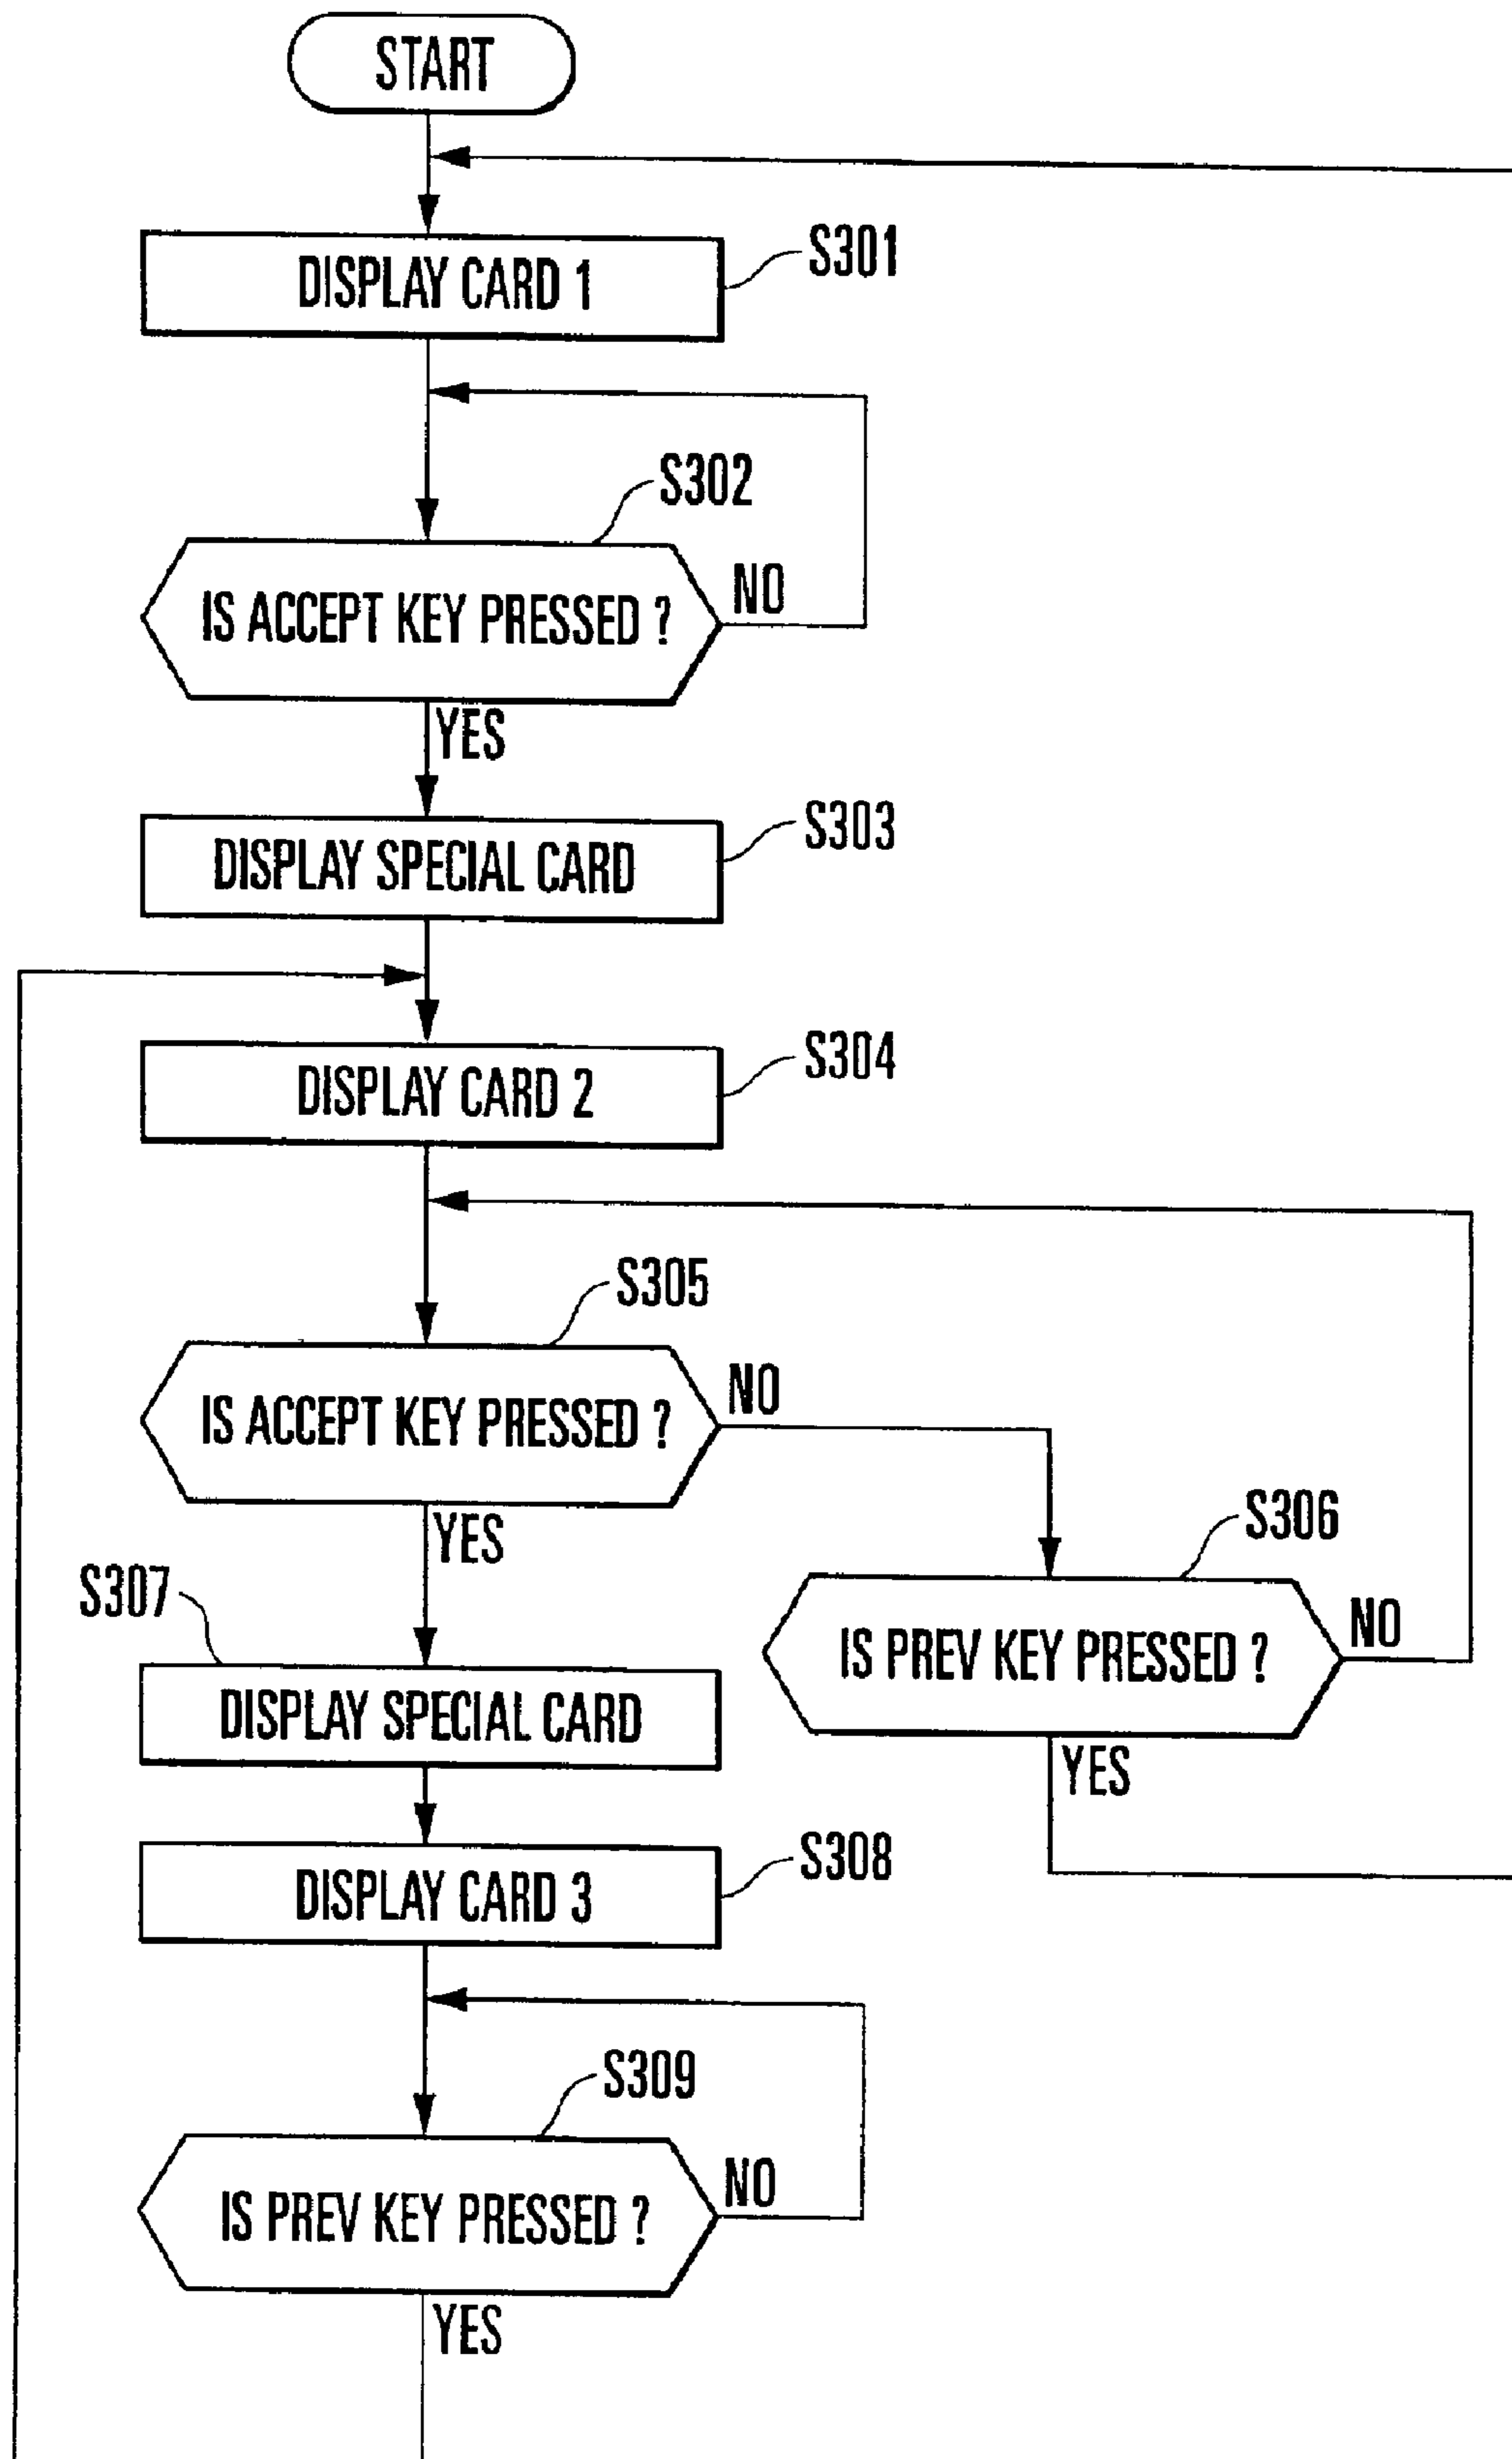 START
DISPLAY CARD 1
S301
S302
IS ACCEPT KEY PRESSED ?
NO
YES
DISPLAY SPECIAL CARD
S303
DISPLAY CARD 2
S304
S305
IS ACCEPT KEY PRESSED ?
NO
YES
S306
IS PREV KEY PRESSED ?
NO
YES
S307
DISPLAY SPECIAL CARD
DISPLAY CARD 3
S308
S309
IS PREV KEY PRESSED ?
NO
YES